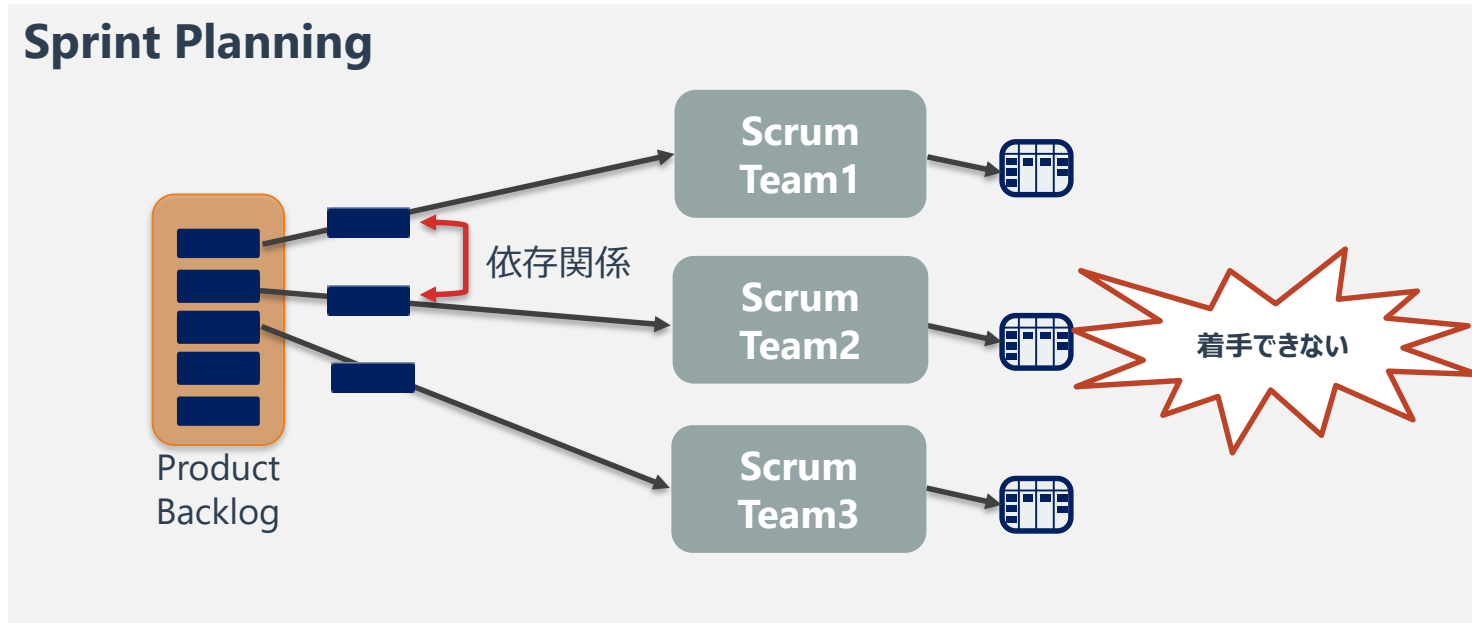 Sprint Planning
Scrum
Team1
依存関係
Scrum
Team2
着手できない
Scrum
Team3
Product
Backlog